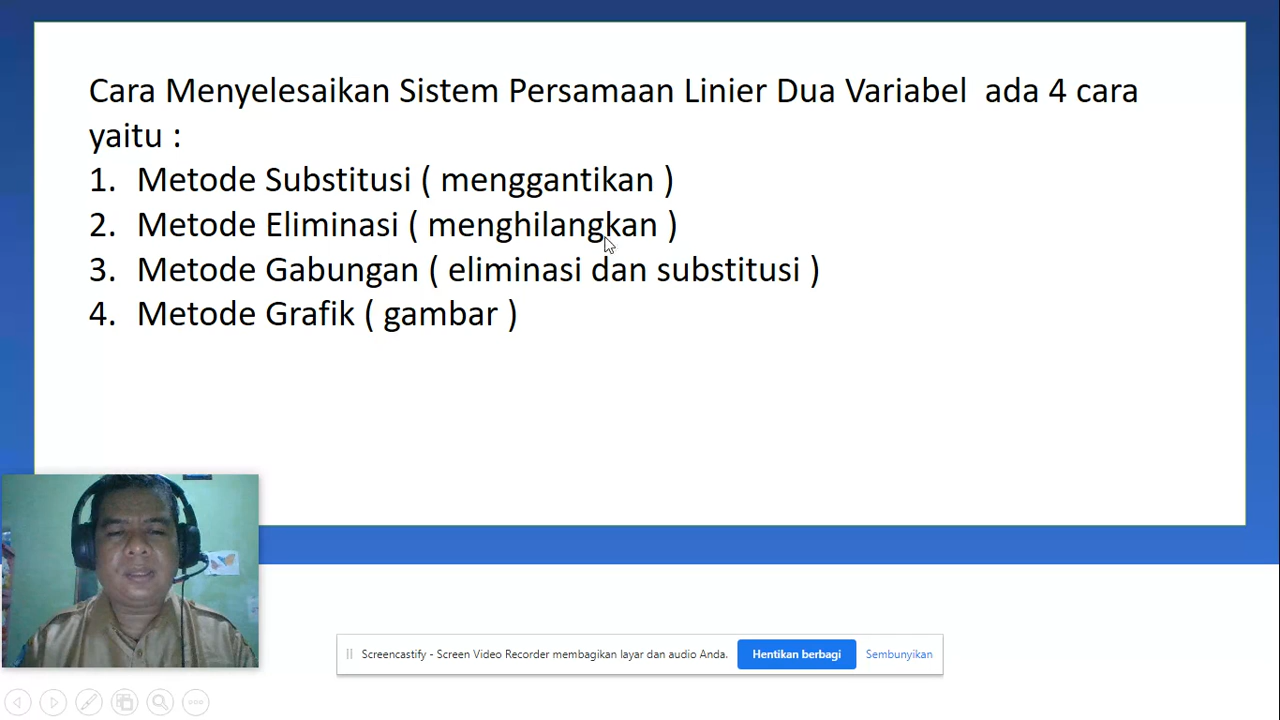 Cara Menyelesaikan Sistem Persamaan Linier Dua Variabel  ada 4 cara
yaitu :
1. Metode Substitusi ( menggantikan )
2. Metode Eliminasi ( menghilangkan )
3. Metode Gabungan ( eliminasi dan substitusi )
4. Metode Grafik ( gambar )
Screencastify - Screen Video Recorder membagikan layar dan audio Anda. Hentikan berbagi Sembunyikan